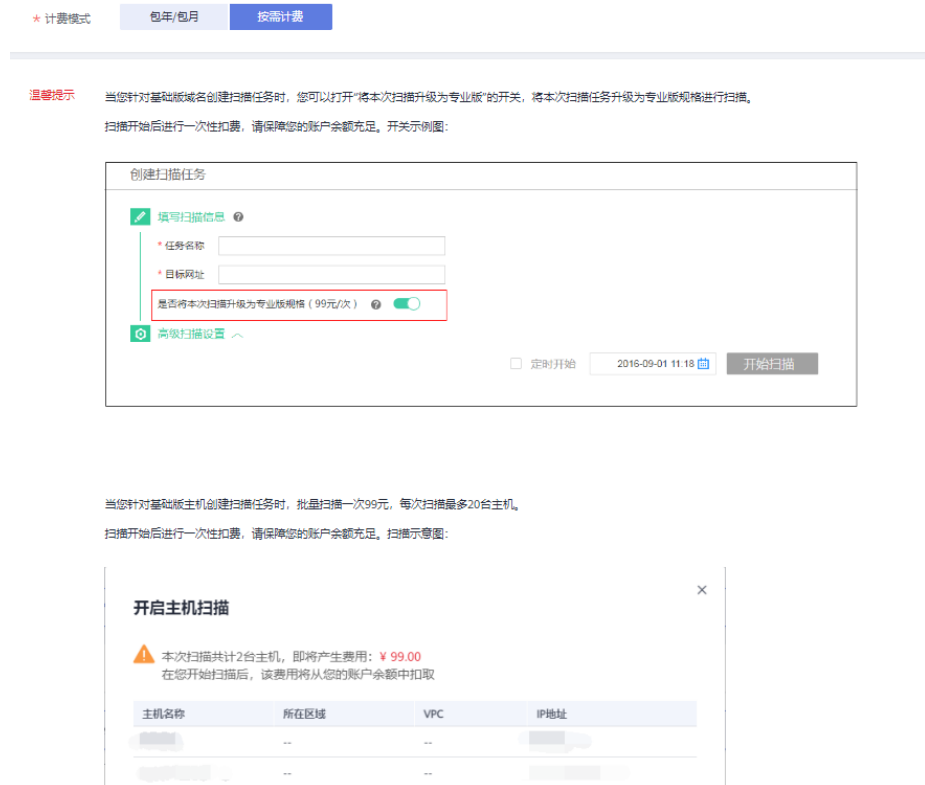 * 计费模式 包年/包月 按需计费
温馨提示 当您针对基础版域名创建扫描任务时，您可以打开“将本次扫描升级为专业版”的开关，将本次扫描任务升级为专业版规格进行扫描。
扫描开始后进行一次性扣费，请保障您的账户余额充足。开关示例图：
创建扫描任务
填写扫描信息
* 任务名称
* 目标网址
是否将本次扫描升级为专业版规格（99元/次）
高级扫描设置
定时开始 2016-09-01 11:18 开始扫描
当您针对基础版主机创建扫描任务时，批量扫描一次99元，每次扫描最多20台主机。
扫描开始后进行一次性扣费，请保障您的账户余额充足。扫描示意图：
开启主机扫描
本次扫描共计2台主机，即将产生费用：¥ 99.00
在您开始扫描后，该费用将从您的账户余额中扣取
主机名称 所在区域 VPC IP地址
-- --
-- --